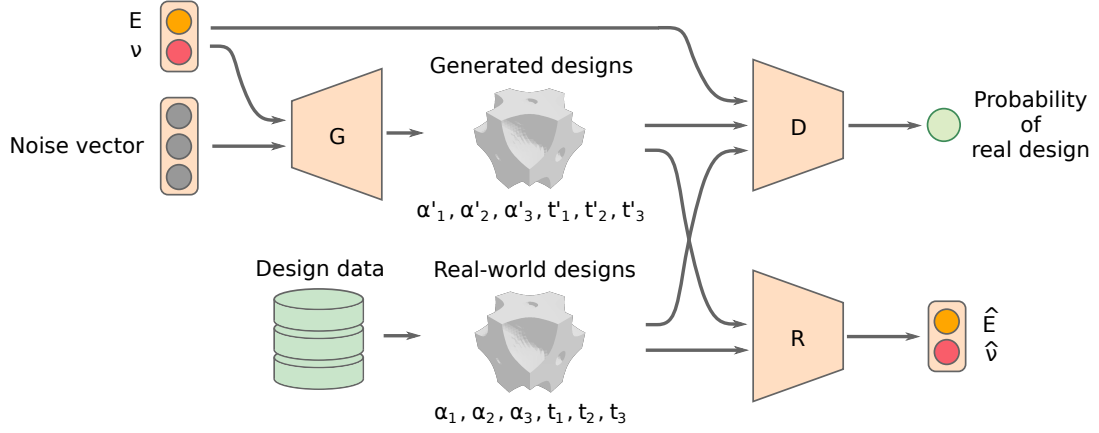 E
ν
Noise vector
G
Generated designs
α'₁, α'₂, α'₃, t'₁, t'₂, t'₃
D
Probability
of
real design
Design data
Real-world designs
α₁, α₂, α₃, t₁, t₂, t₃
R
Ê
ν̂